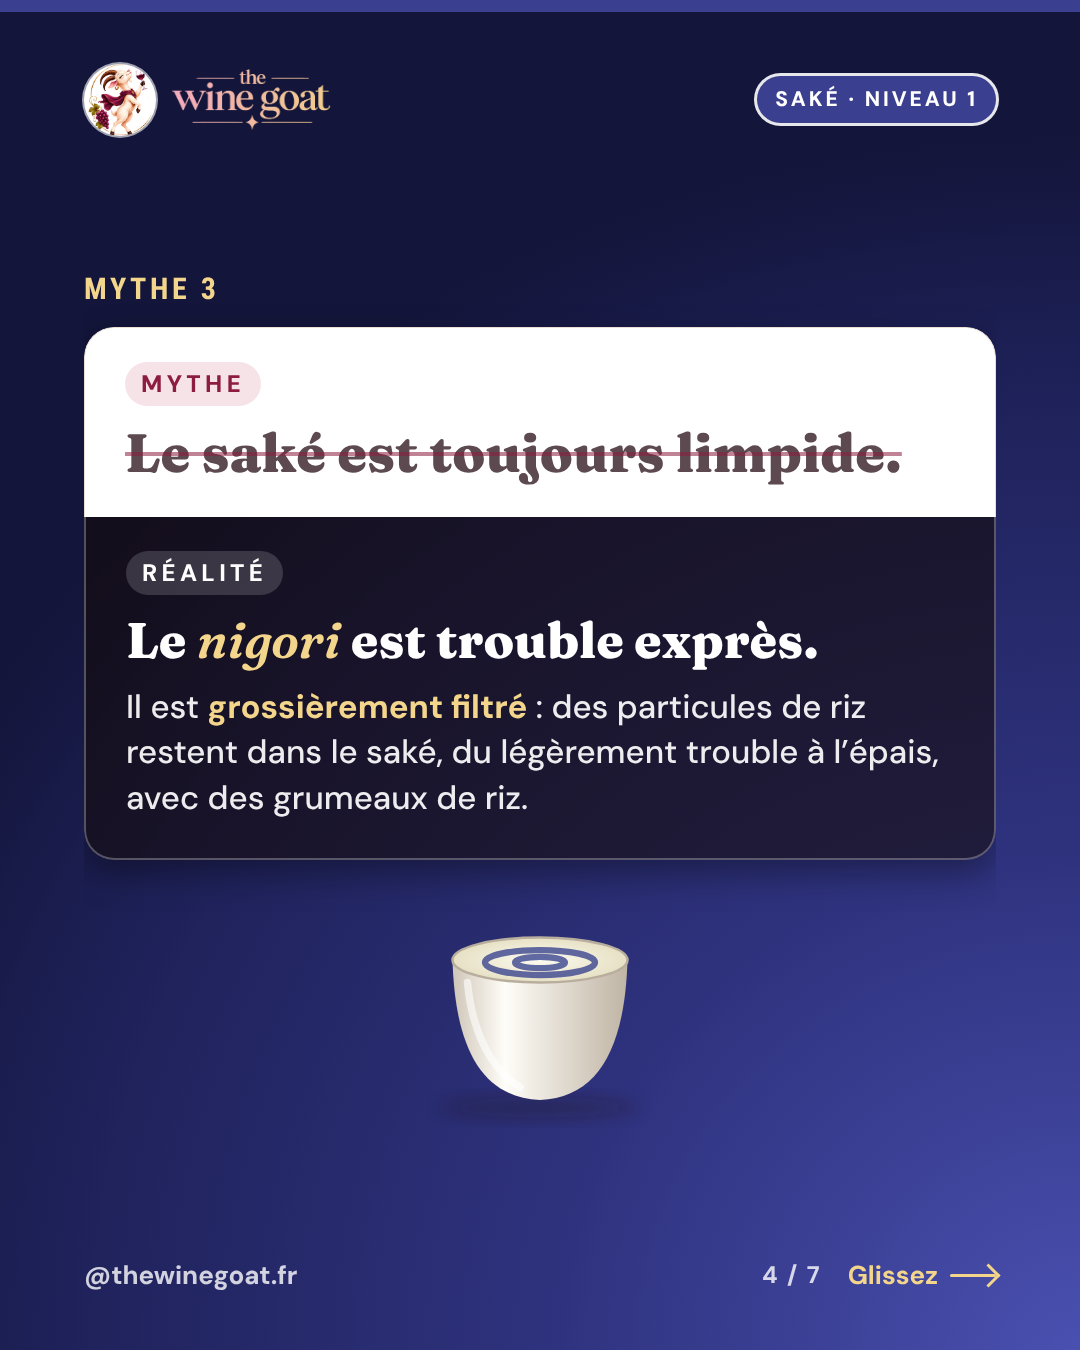 the
wine goat
SAKÉ · NIVEAU 1
MYTHE 3
MYTHE
Le saké est toujours limpide.
RÉALITÉ
Le nigori est trouble exprès.
Il est grossièrement filtré : des particules de riz
restent dans le saké, du légèrement trouble à l’épais,
avec des grumeaux de riz.
@thewinegoat.fr
4 / 7
Glissez